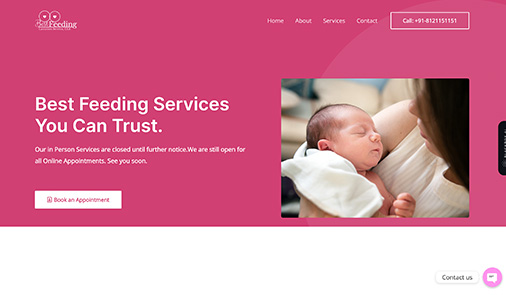 Best Feeding
Home About Services Contact Call: +91-8121151151
Best Feeding Services
You Can Trust.
Our in Person Services are closed until further notice.We are still open for
all Online Appointments. See you soon.
Book an Appointment
Contact us